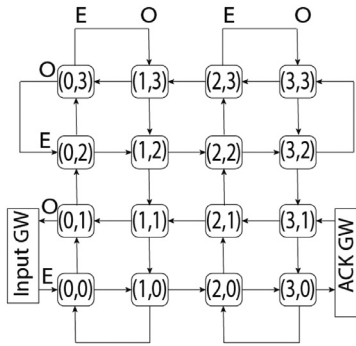 E O E O
O (0,3) (1,3) (2,3) (3,3)
E (0,2) (1,2) (2,2) (3,2)
O (0,1) (1,1) (2,1) (3,1)
E (0,0) (1,0) (2,0) (3,0)
Input GW
ACK GW